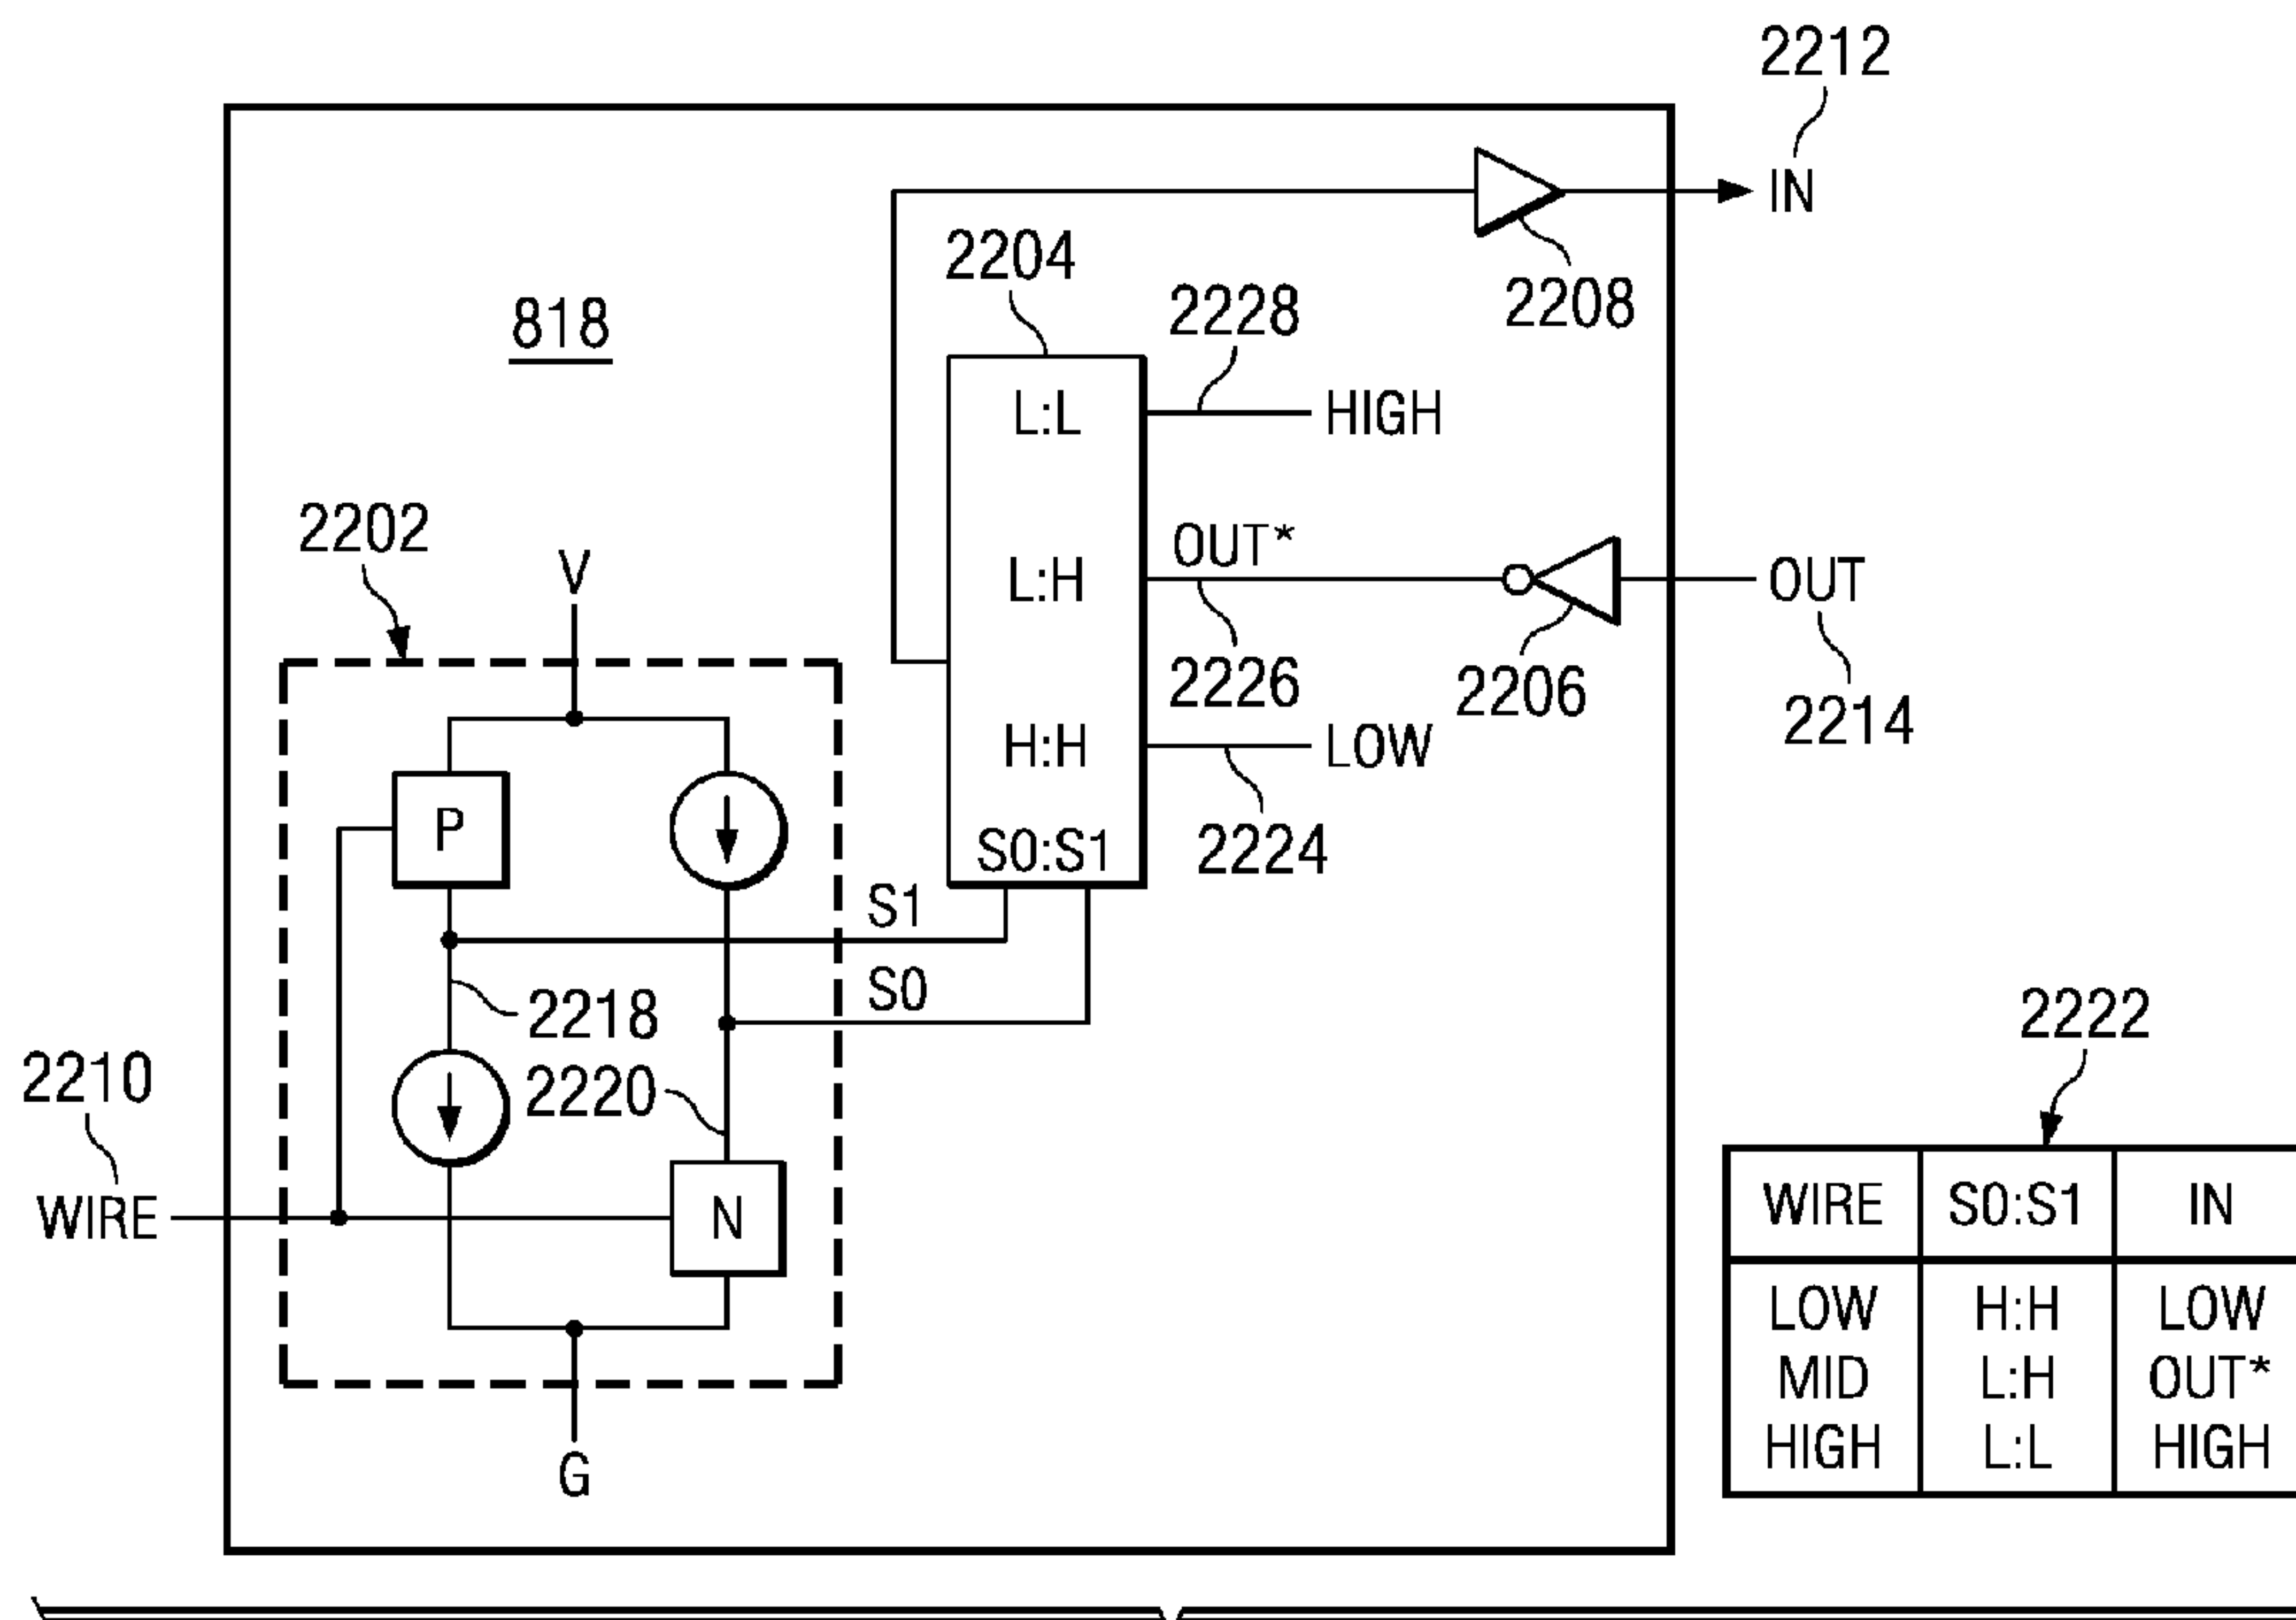 2212
IN
2204
2208
818
2228
L:L
HIGH
2202
V
OUT*
L:H
OUT
2226
2206
2214
H:H
LOW
P
S0:S1
2224
S1
S0
2218
2222
2210
2220
WIRE
N
G
WIRE S0:S1 IN
LOW H:H LOW
MID L:H OUT*
HIGH L:L HIGH